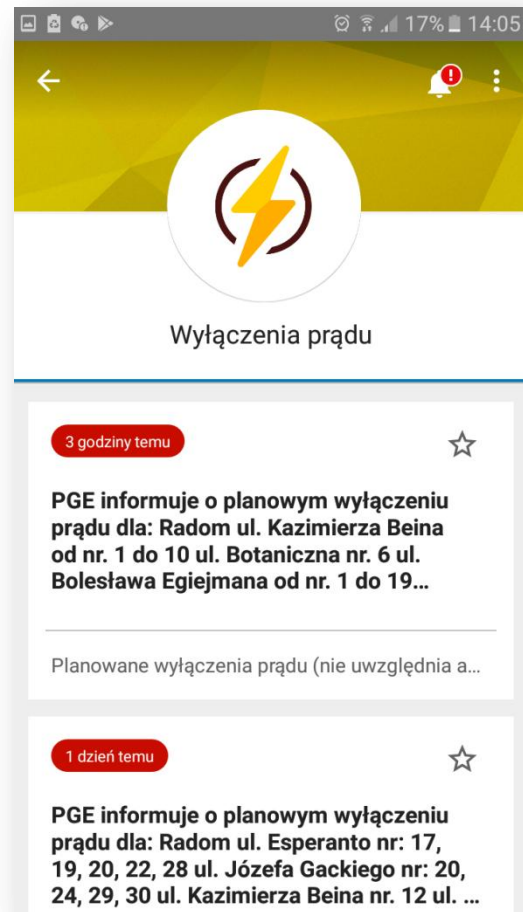 17% 14:05
Wyłączenia prądu
3 godziny temu
PGE informuje o planowym wyłączeniu
prądu dla: Radom ul. Kazimierza Beina
od nr. 1 do 10 ul. Botaniczna nr. 6 ul.
Bolesława Egiejmana od nr. 1 do 19...
Planowane wyłączenia prądu (nie uwzględnia a...
1 dzień temu
PGE informuje o planowym wyłączeniu
prądu dla: Radom ul. Esperanto nr: 17,
19, 20, 22, 28 ul. Józefa Gackiego nr: 20,
24, 29, 30 ul. Kazimierza Beina nr. 12 ul. ...